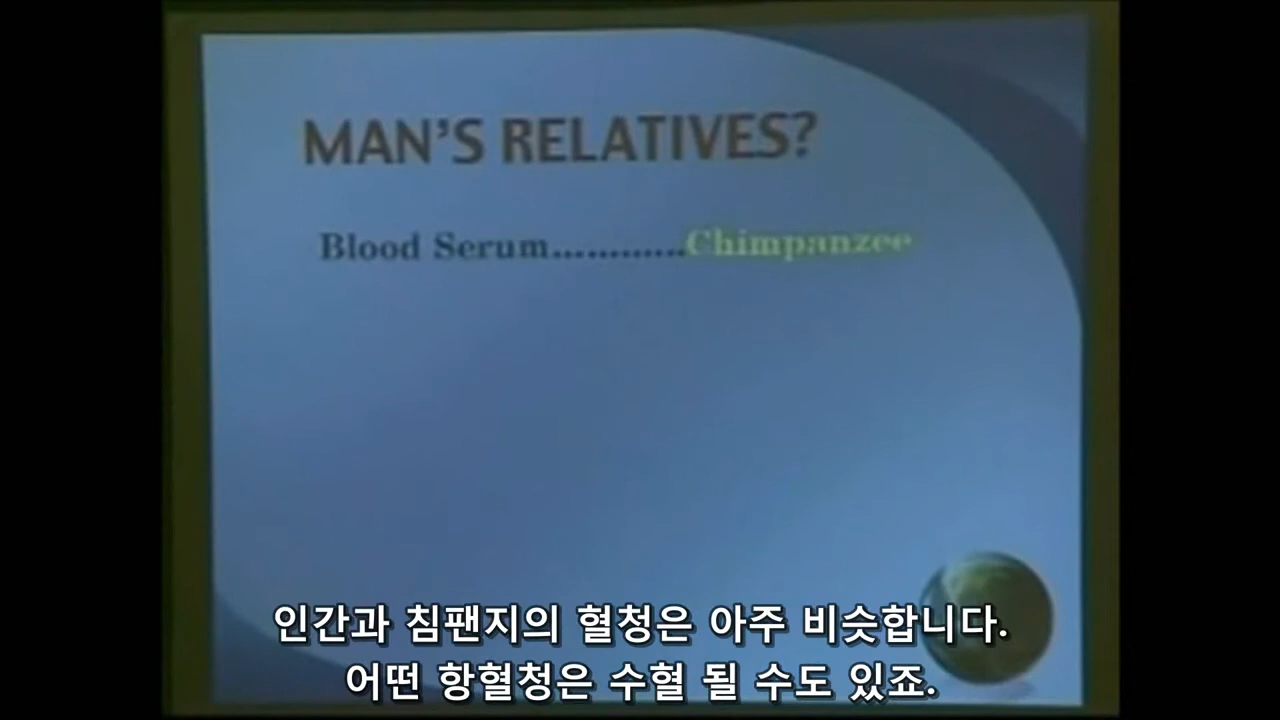 MAN'S RELATIVES?
Blood Serum............Chimpanzee
인간과 침팬지의 혈청은 아주 비슷합니다.
어떤 항혈청은 수혈 될 수도 있죠.